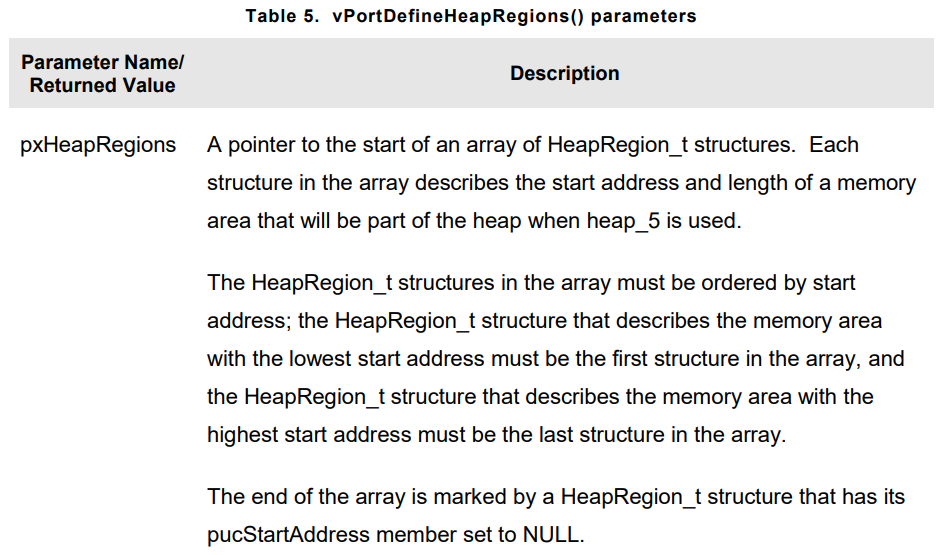 Table 5. vPortDefineHeapRegions() parameters
Parameter Name/
Returned Value
Description
pxHeapRegions
A pointer to the start of an array of HeapRegion_t structures. Each
structure in the array describes the start address and length of a memory
area that will be part of the heap when heap_5 is used.
The HeapRegion_t structures in the array must be ordered by start
address; the HeapRegion_t structure that describes the memory area
with the lowest start address must be the first structure in the array, and
the HeapRegion_t structure that describes the memory area with the
highest start address must be the last structure in the array.
The end of the array is marked by a HeapRegion_t structure that has its
pucStartAddress member set to NULL.